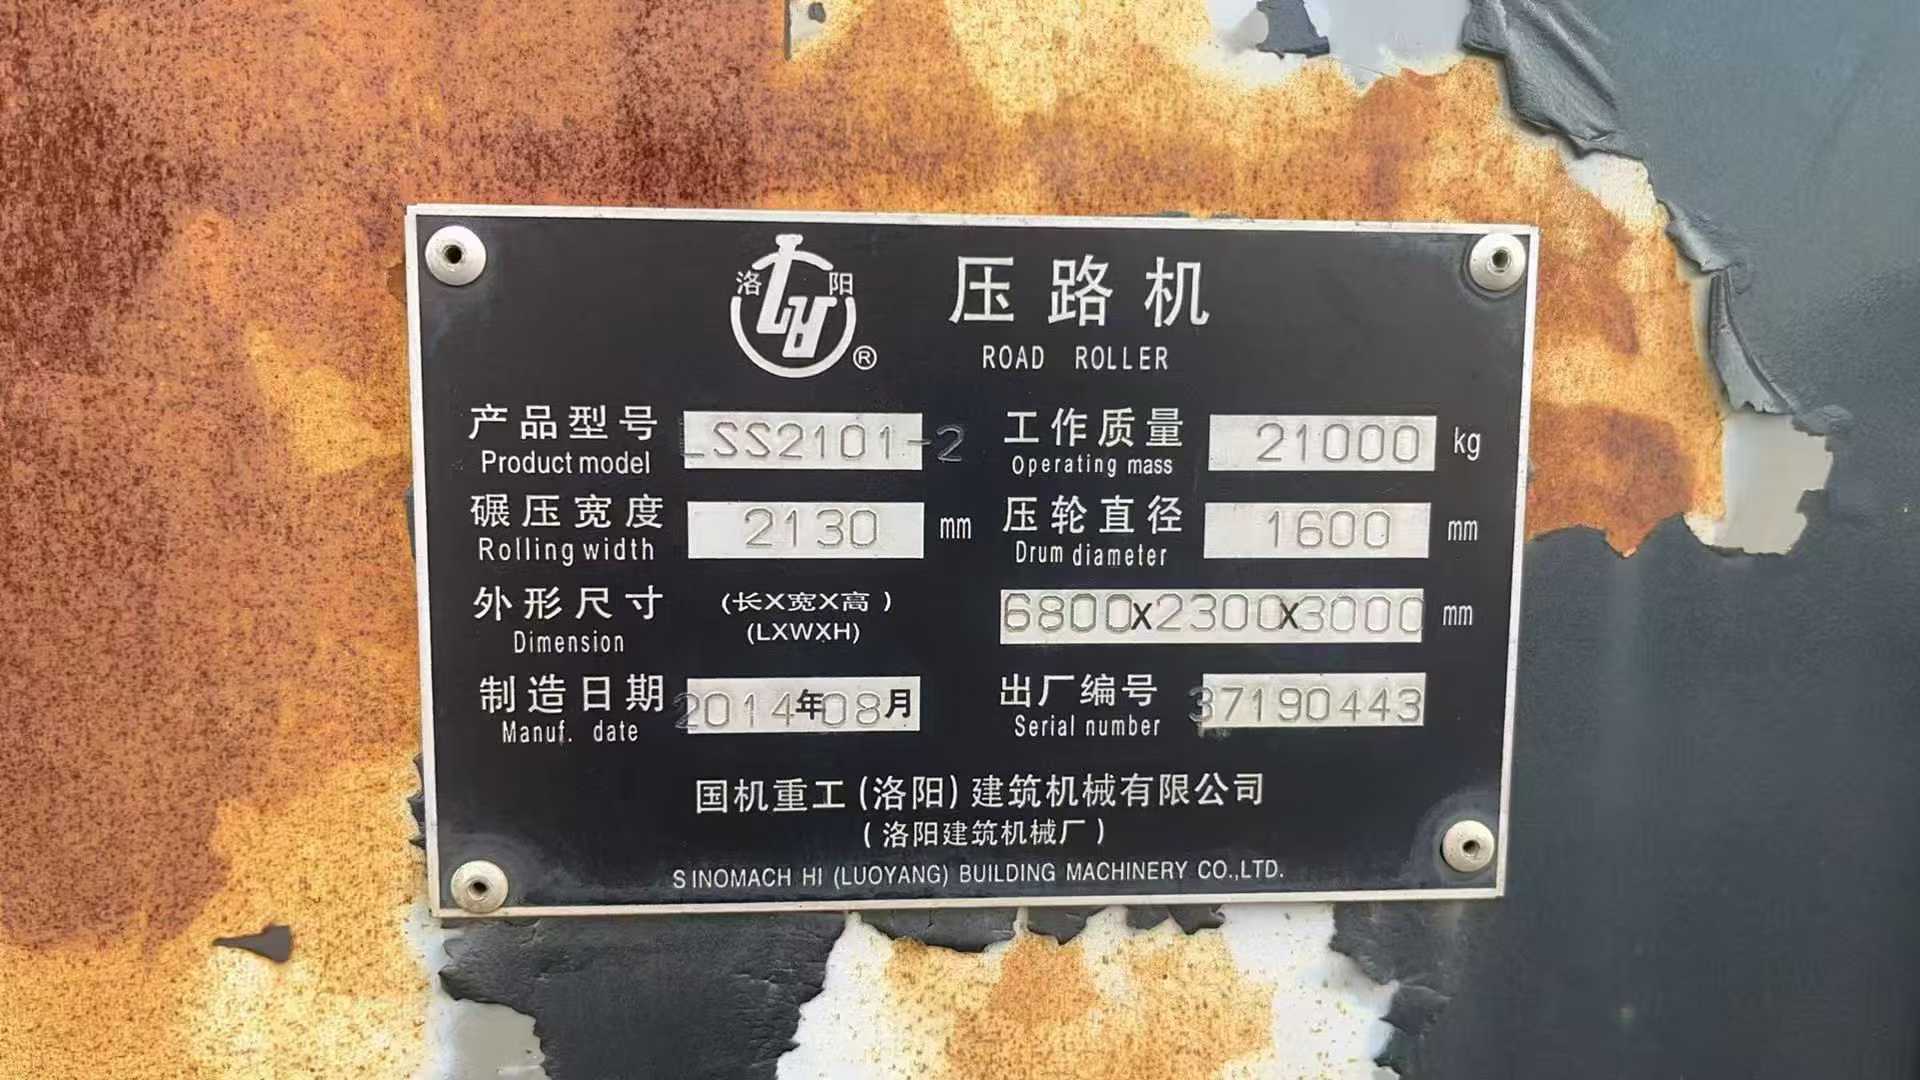 洛阳 ®
压路机
ROAD ROLLER
产品型号 LSS2101-2 工作质量 21000 kg
Product model Operating mass
碾压宽度 2130 mm 压轮直径 1600 mm
Rolling width Drum diameter
外形尺寸 (长X宽X高) 6800X2300X3000 mm
Dimension (LXWXH)
制造日期 2014年08月 出厂编号 37190443
Manuf. date Serial number
国机重工(洛阳)建筑机械有限公司
(洛阳建筑机械厂)
SINOMACH HI (LUOYANG) BUILDING MACHINERY CO.,LTD.